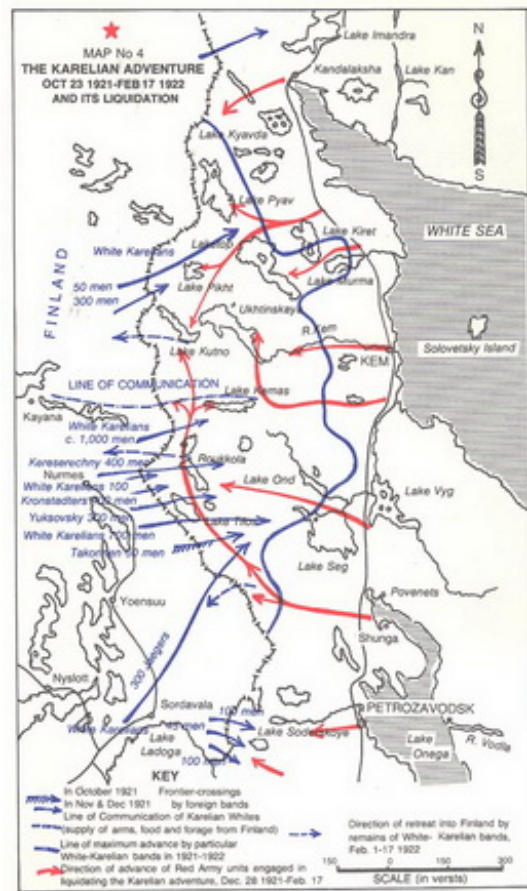 MAP No 4
THE KARELIAN ADVENTURE
OCT 23 1921-FEB 17 1922
AND ITS LIQUIDATION
N
S
Lake Imandra
Kandalaksha
Lake Kan
Lake Kyavda
Lake Pyav
Lake Kiret
WHITE SEA
White Karelians
50 men
300 men
Lake Pikht
Lake Murma
Ukhtinskaya
FINLAND
R.Kem
Solovetsky Island
Lake Kutno
KEM
LINE OF COMMUNICATION
Lake Kemas
Kayana
White Karelians
c. 1,000 men
Roukkola
Kereserechny 400 men
Nurmes
White Karelians 100
Lake Ond
Lake Vyg
Kronstadters
men
Yuksovsky 300 men
White Karelians
men
Lake Seg
Povenets
Yoensuu
Shunga
300 Jaegers
Nyslott
Sordavala
100 men
PETROZAVODSK
White Karelians
45 men
Lake
Ladoga
100 men
Lake
Onega
R. Vodla
KEY
In October 1921
Frontier-crossings
In Nov & Dec 1921
by foreign bands
Line of Communication of Karelian Whites
(supply of arms, food and forage from Finland)
Line of maximum advance by particular
White-Karelian bands in 1921-1922
Direction of advance of Red Army units engaged in
liquidating the Karelian adventure, Dec. 28 1921-Feb. 17
Direction of retreat into Finland by
remains of White-Karelian bands,
Feb. 1-17 1922
150
0
150
SCALE (in versts)